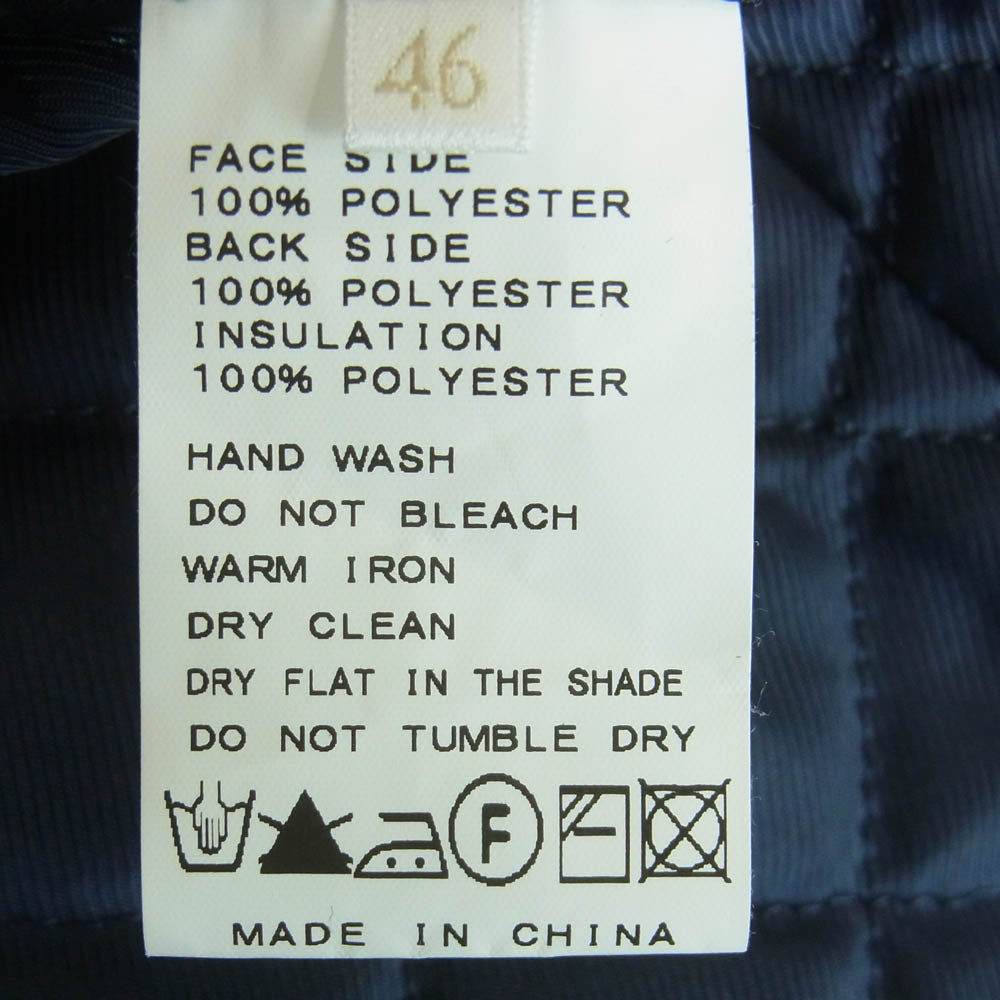 46
FACE SIDE
100% POLYESTER
BACK SIDE
100% POLYESTER
INSULATION
100% POLYESTER
HAND WASH
DO NOT BLEACH
WARM IRON
DRY CLEAN
DRY FLAT IN THE SHADE
DO NOT TUMBLE DRY
F
MADE IN CHINA